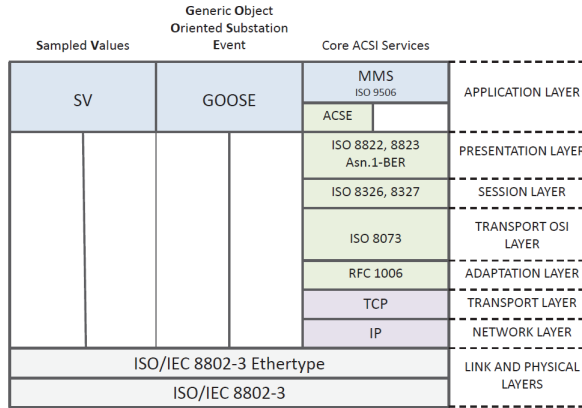 Generic Object
Oriented Substation
Sampled Values Event Core ACSI Services
SV
GOOSE
MMS
ISO 9506
ACSE
APPLICATION LAYER
ISO 8822, 8823
Asn.1-BER
PRESENTATION LAYER
ISO 8326, 8327
SESSION LAYER
ISO 8073
TRANSPORT OSI
LAYER
RFC 1006
ADAPTATION LAYER
TCP
TRANSPORT LAYER
IP
NETWORK LAYER
ISO/IEC 8802-3 Ethertype
ISO/IEC 8802-3
LINK AND PHYSICAL
LAYERS